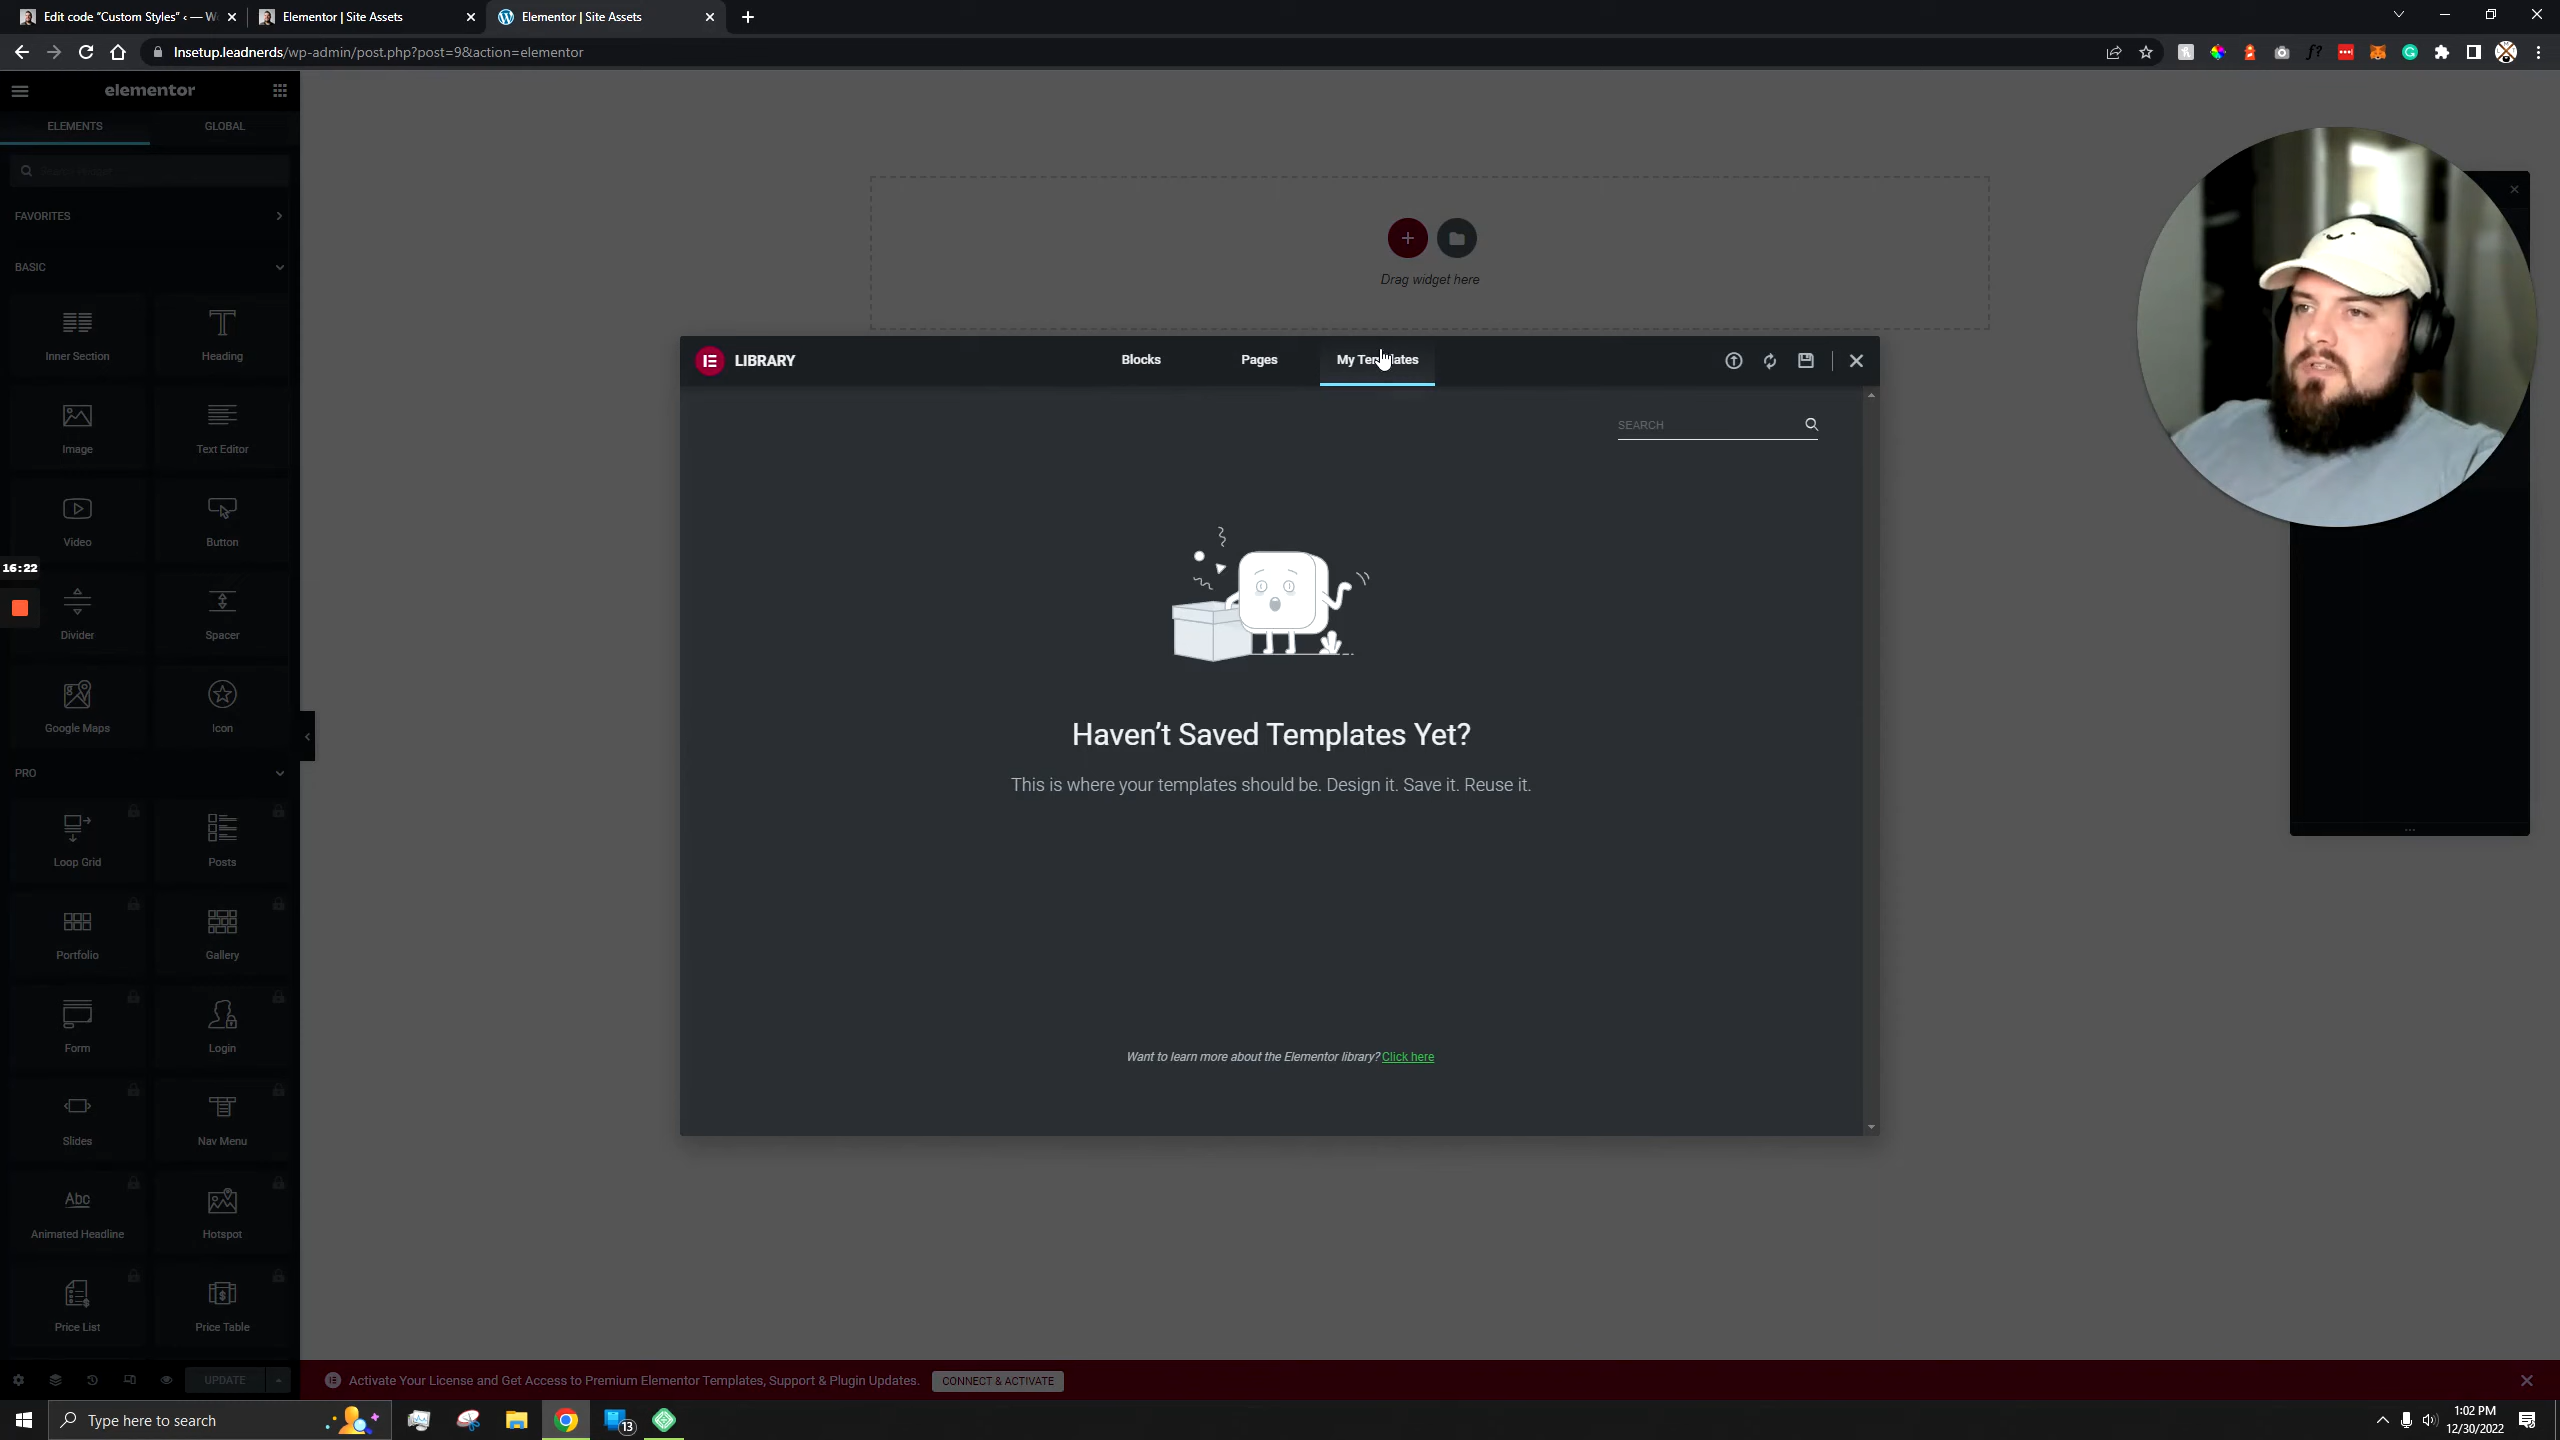 Edit code “Custom Styles” ‹ — W
Elementor | Site Assets
Elementor | Site Assets
lnsetup.leadnerds/wp-admin/post.php?post=9&action=elementor
elementor
ELEMENTS
GLOBAL
FAVORITES
BASIC
Inner Section
Heading
Image
Text Editor
Video
Button
16:22
Divider
Spacer
Google Maps
Icon
PRO
Loop Grid
Posts
Portfolio
Gallery
Form
Login
Slides
Nav Menu
Abc
Animated Headline
Hotspot
Price List
Price Table
UPDATE
Drag widget here
LIBRARY
Blocks
Pages
My Templates
SEARCH
Haven’t Saved Templates Yet?
This is where your templates should be. Design it. Save it. Reuse it.
Want to learn more about the Elementor library? Click here
Activate Your License and Get Access to Premium Elementor Templates, Support & Plugin Updates.
CONNECT & ACTIVATE
Type here to search
13
1:02 PM
12/30/2022